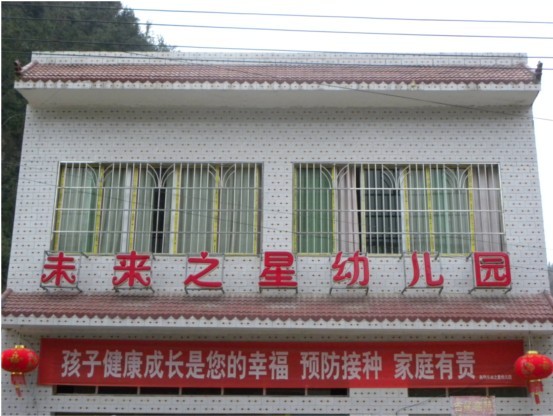 未来之星幼儿园
孩子健康成长是您的幸福 预防接种 家庭有责